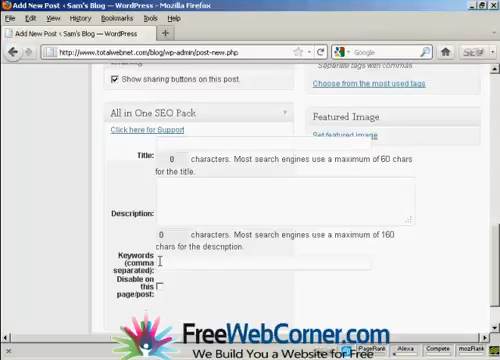 Add New Post ‹ Sam's Blog — WordPress - Mozilla Firefox
File Edit View History Bookmarks Tools Help
Add New Post ‹ Sam's Blog — WordPress
http://www.totalwebnet.com/blog/wp-admin/post-new.php
Google
Separate tags with commas
Show sharing buttons on this post.
Choose from the most used tags
All in One SEO Pack
Featured Image
Click here for Support
Set featured image
Title:
0 characters. Most search engines use a maximum of 60 chars
for the title.
Description:
0 characters. Most search engines use a maximum of 160
chars for the description.
Keywords
(comma
separated):
Disable on
this
page/post:
FreeWebCorner.com
We Build You a Website for Free
PageRank Alexa Compete mozRank